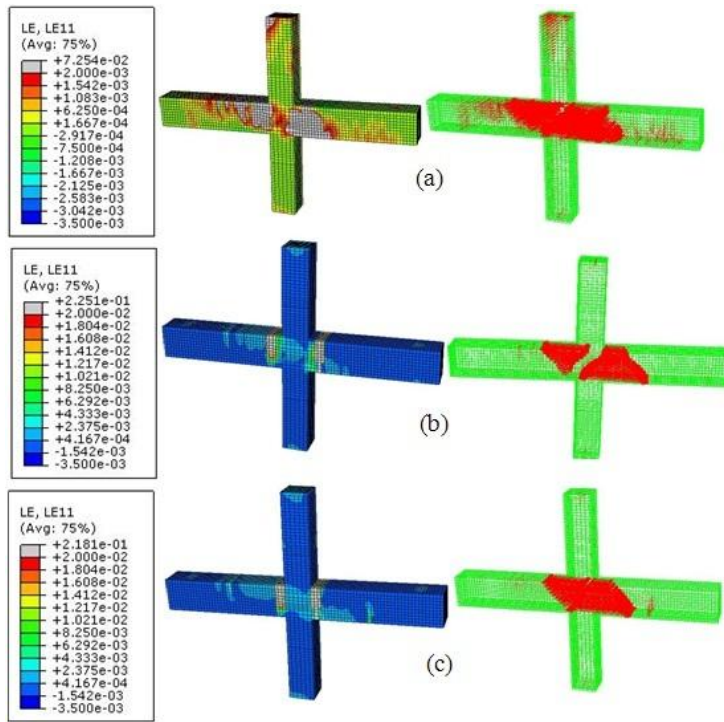 LE, LE11
(Avg: 75%)
+7.254e-02
+2.000e-03
+1.542e-03
+1.083e-03
+6.250e-04
+1.667e-04
-2.917e-04
-7.500e-04
-1.208e-03
-2.125e-03
-2.583e-03
-3.042e-03
-3.500e-03
(a)
LE, LE11
(Avg: 75%)
+2.251e-01
+2.000e-02
+1.804e-02
+1.608e-02
+1.412e-02
+1.217e-02
+1.021e-02
+8.250e-03
+6.292e-03
+4.333e-03
+2.375e-03
+4.167e-04
-1.542e-03
-3.500e-03
(b)
LE, LE11
(Avg: 75%)
+2.181e-01
+2.000e-02
+1.804e-02
+1.608e-02
+1.412e-02
+1.217e-02
+1.021e-02
+8.250e-03
+6.292e-03
+4.333e-03
+2.375e-03
+4.167e-04
-1.542e-03
-3.500e-03
(c)